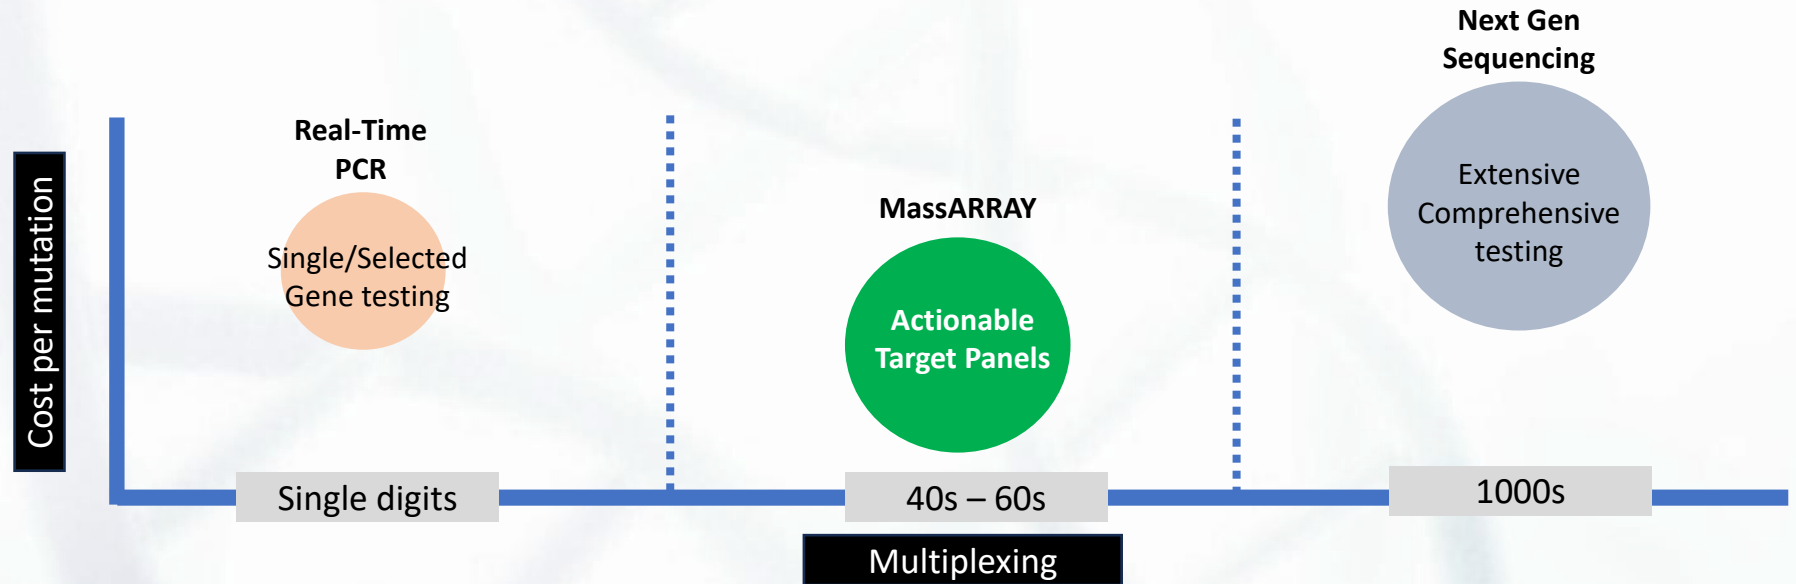 Next Gen
Sequencing
Real-Time
PCR
MassARRAY
Cost per mutation
Single/Selected
Gene testing
Actionable
Target Panels
Extensive
Comprehensive
testing
Single digits
40s – 60s
1000s
Multiplexing